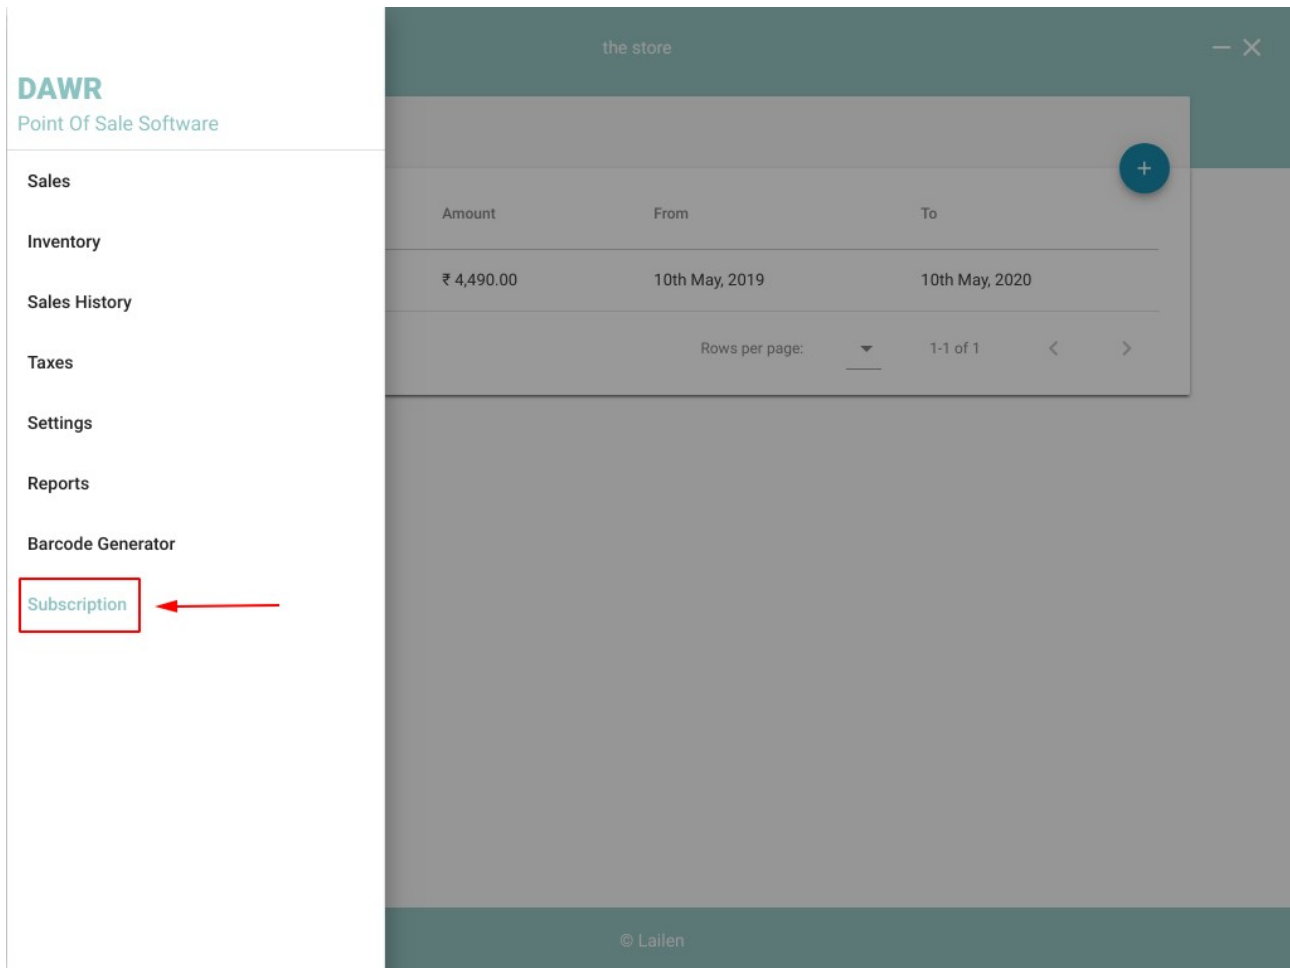 the store
DAWR
Point Of Sale Software
Sales
Inventory
Sales History
Taxes
Settings
Reports
Barcode Generator
Subscription
Amount From To
₹ 4,490.00 10th May, 2019 10th May, 2020
Rows per page: 1-1 of 1
© Lailen